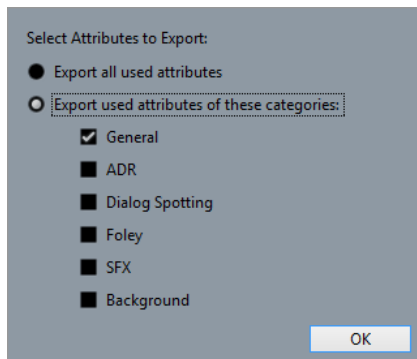 Select Attributes to Export:
Export all used attributes
Export used attributes of these categories:
General
ADR
Dialog Spotting
Foley
SFX
Background
OK